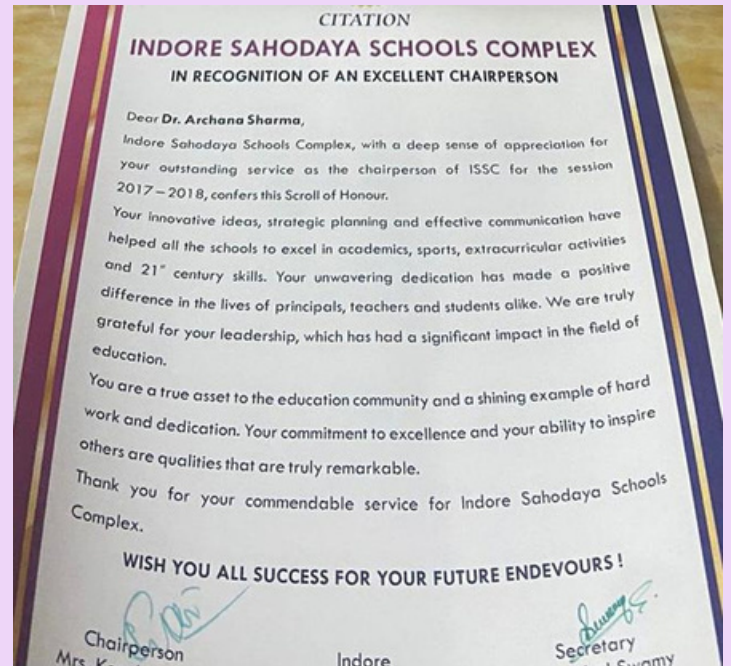 CITATION
INDORE SAHODAYA SCHOOLS COMPLEX
IN RECOGNITION OF AN EXCELLENT CHAIRPERSON
Dear Dr. Archana Sharma,
Indore Sahodaya Schools Complex, with a deep sense of appreciation for
your outstanding service as the chairperson of ISSC for the session
2017–2018, confers this Scroll of Honour.
Your innovative ideas, strategic planning and effective communication have
helped all the schools to excel in academics, sports, extracurricular activities
and 21st century skills. Your unwavering dedication has made a positive
difference in the lives of principals, teachers and students alike. We are truly
grateful for your leadership, which has had a significant impact in the field of
education.
You are a true asset to the education community and a shining example of hard
work and dedication. Your commitment to excellence and your ability to inspire
others are qualities that are truly remarkable.
Thank you for your commendable service for Indore Sahodaya Schools
Complex.
WISH YOU ALL SUCCESS FOR YOUR FUTURE ENDEVOURS !
Chairperson Indore Secretary
Mrs.